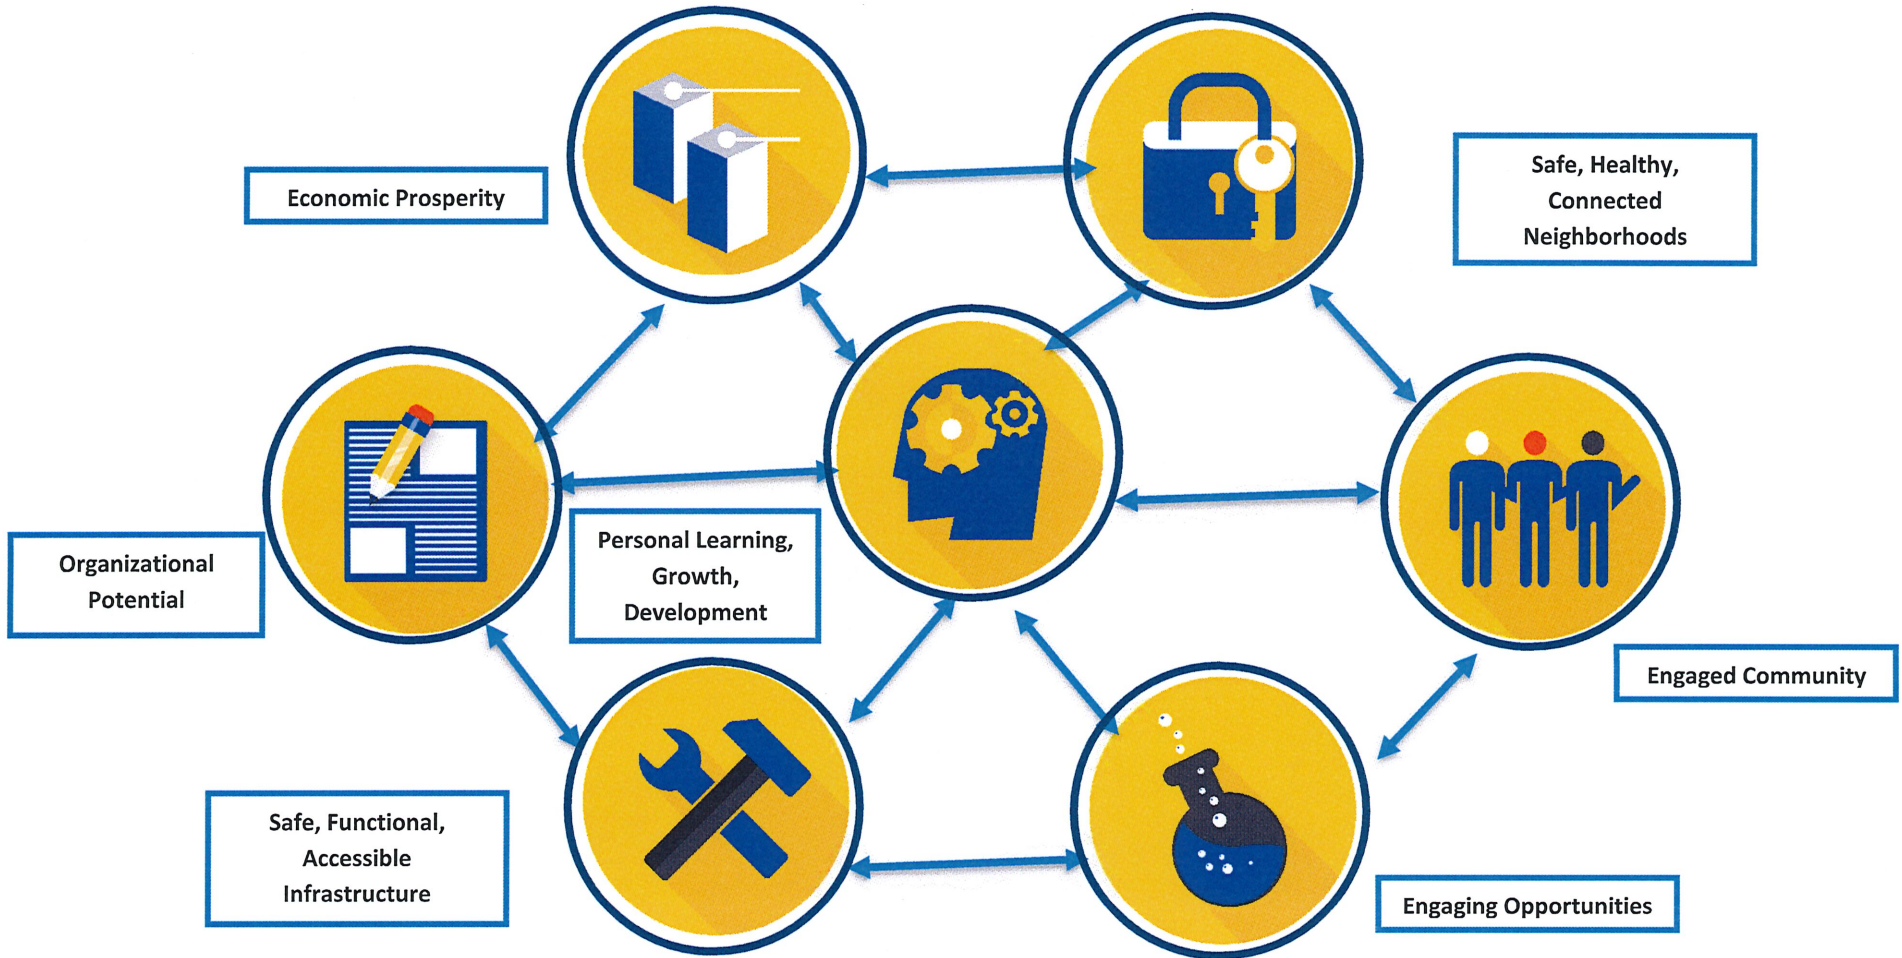 Economic Prosperity
Safe, Healthy,
Connected
Neighborhoods
Organizational
Potential
Personal Learning,
Growth,
Development
Engaged Community
Safe, Functional,
Accessible
Infrastructure
Engaging Opportunities